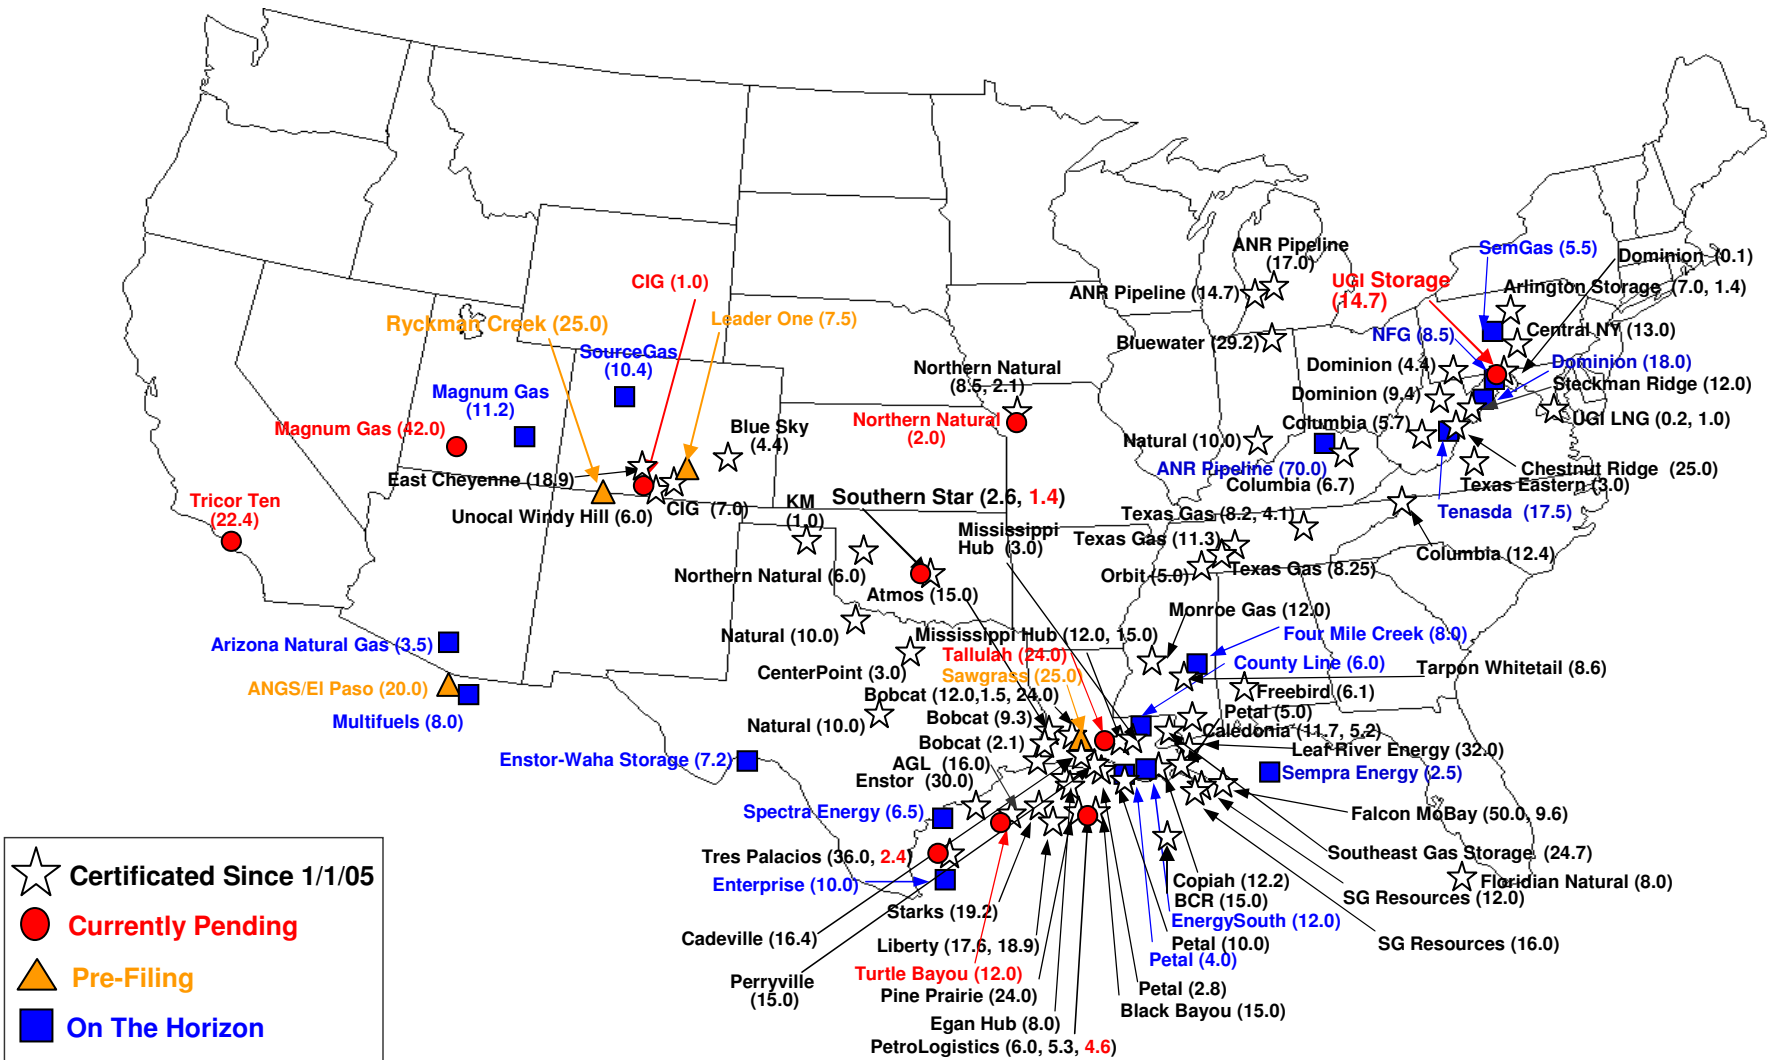 ANR Pipeline
(17.0)
SemGas (5.5)
Dominion (0.1)
CIG (1.0)
UGI Storage
(14.7)
Arlington Storage (7.0, 1.4)
ANR Pipeline (14.7)
Ryckman Creek (25.0)
Leader One (7.5)
Central NY (13.0)
NFG (8.5)
Bluewater (29.2)
SourceGas
(10.4)
Northern Natural
(8.5, 2.1)
Dominion (4.4)
Dominion (18.0)
Steckman Ridge (12.0)
Magnum Gas
(11.2)
Dominion (9.4)
UGI LNG (0.2, 1.0)
Northern Natural
(2.0)
Columbia (5.7)
Magnum Gas (42.0)
Blue Sky
(4.4)
Natural (10.0)
ANR Pipeline (70.0)
Columbia (6.7)
Chestnut Ridge (25.0)
Texas Eastern (3.0)
East Cheyenne (18.9)
Tricor Ten
(22.4)
Unocal Windy Hill (6.0)
CIG (7.0)
KM
(1.0)
Southern Star (2.6, 1.4)
Texas Gas (8.2, 4.1)
Tenasda (17.5)
Mississippi
Hub (3.0)
Texas Gas (11.3)
Columbia (12.4)
Northern Natural (6.0)
Orbit (5.0)
Texas Gas (8.25)
Atmos (15.0)
Monroe Gas (12.0)
Natural (10.0)
Mississippi Hub (12.0, 15.0)
Four Mile Creek (8.0)
Arizona Natural Gas (3.5)
Tallulah (24.0)
County Line (6.0)
Tarpon Whitetail (8.6)
CenterPoint (3.0)
Sawgrass (25.0)
ANGS/El Paso (20.0)
Bobcat (12.0,1.5, 24.0)
Freebird (6.1)
Multifuels (8.0)
Natural (10.0)
Bobcat (9.3)
Petal (5.0)
Caledonia (11.7, 5.2)
Bobcat (2.1)
Leaf River Energy (32.0)
Enstor-Waha Storage (7.2)
AGL (16.0)
Sempra Energy (2.5)
Enstor (30.0)
Spectra Energy (6.5)
Falcon MoBay (50.0, 9.6)
Tres Palacios (36.0, 2.4)
Southeast Gas Storage (24.7)
Enterprise (10.0)
Copiah (12.2)
Floridian Natural (8.0)
BCR (15.0)
SG Resources (12.0)
Starks (19.2)
EnergySouth (12.0)
Cadeville (16.4)
Liberty (17.6, 18.9)
Petal (10.0)
SG Resources (16.0)
Petal (4.0)
Turtle Bayou (12.0)
Perryville
(15.0)
Pine Prairie (24.0)
Petal (2.8)
Black Bayou (15.0)
Egan Hub (8.0)
PetroLogistics (6.0, 5.3, 4.6)
Certificated Since 1/1/05
Currently Pending
Pre-Filing
On The Horizon